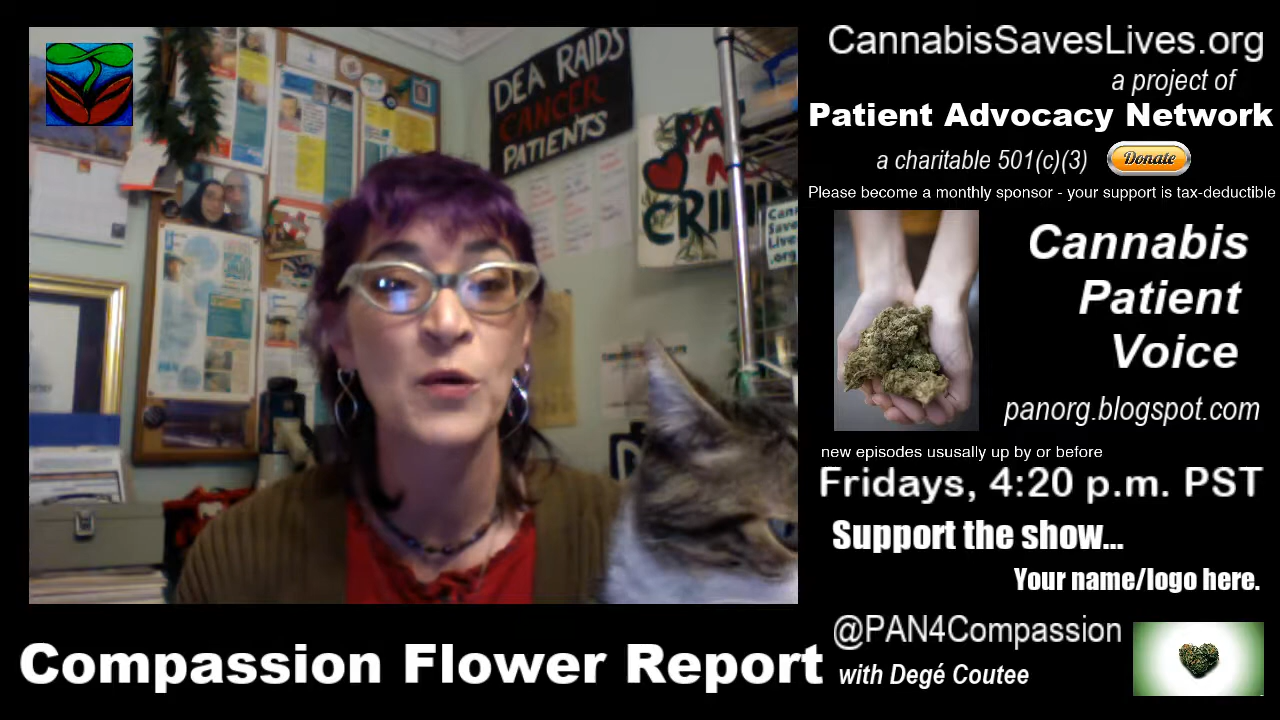 DEA RAIDS
CANCER
PATIENTS
CannabisSavesLives.org
a project of
Patient Advocacy Network
a charitable 501(c)(3)
Donate
Please become a monthly sponsor - your support is tax-deductible
Cannabis
Patient
Voice
panorg.blogspot.com
new episodes ususally up by or before
Fridays, 4:20 p.m. PST
Support the show...
Your name/logo here.
@PAN4Compassion
with Degé Coutee
Compassion Flower Report